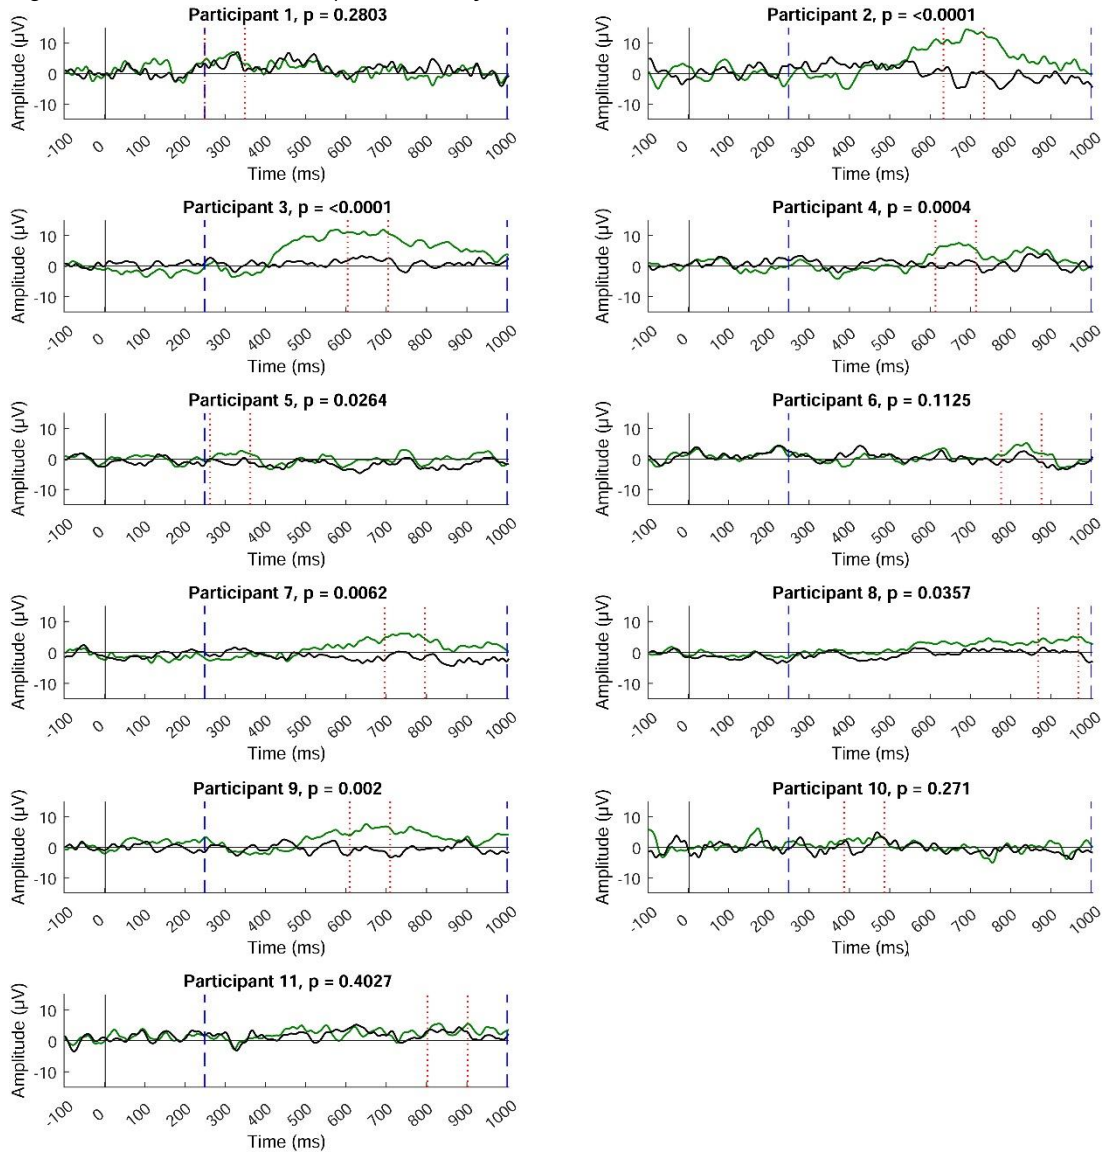 Participant 1, p = 0.2803
Amplitude (µV)
10
0
-10
-100 0 100 200 300 400 500 600 700 800 900 1000
Time (ms)
Participant 2, p = <0.0001
Amplitude (µV)
10
0
-10
-100 0 100 200 300 400 500 600 700 800 900 1000
Time (ms)
Participant 3, p = <0.0001
Amplitude (µV)
10
0
-10
-100 0 100 200 300 400 500 600 700 800 900 1000
Time (ms)
Participant 4, p = 0.0004
Amplitude (µV)
10
0
-10
-100 0 100 200 300 400 500 600 700 800 900 1000
Time (ms)
Participant 5, p = 0.0264
Amplitude (µV)
10
0
-10
-100 0 100 200 300 400 500 600 700 800 900 1000
Time (ms)
Participant 6, p = 0.1125
Amplitude (µV)
10
0
-10
-100 0 100 200 300 400 500 600 700 800 900 1000
Time (ms)
Participant 7, p = 0.0062
Amplitude (µV)
10
0
-10
-100 0 100 200 300 400 500 600 700 800 900 1000
Time (ms)
Participant 8, p = 0.0357
Amplitude (µV)
10
0
-10
-100 0 100 200 300 400 500 600 700 800 900 1000
Time (ms)
Participant 9, p = 0.002
Amplitude (µV)
10
0
-10
-100 0 100 200 300 400 500 600 700 800 900 1000
Time (ms)
Participant 10, p = 0.271
Amplitude (µV)
10
0
-10
-100 0 100 200 300 400 500 600 700 800 900 1000
Time (ms)
Participant 11, p = 0.4027
Amplitude (µV)
10
0
-10
-100 0 100 200 300 400 500 600 700 800 900 1000
Time (ms)